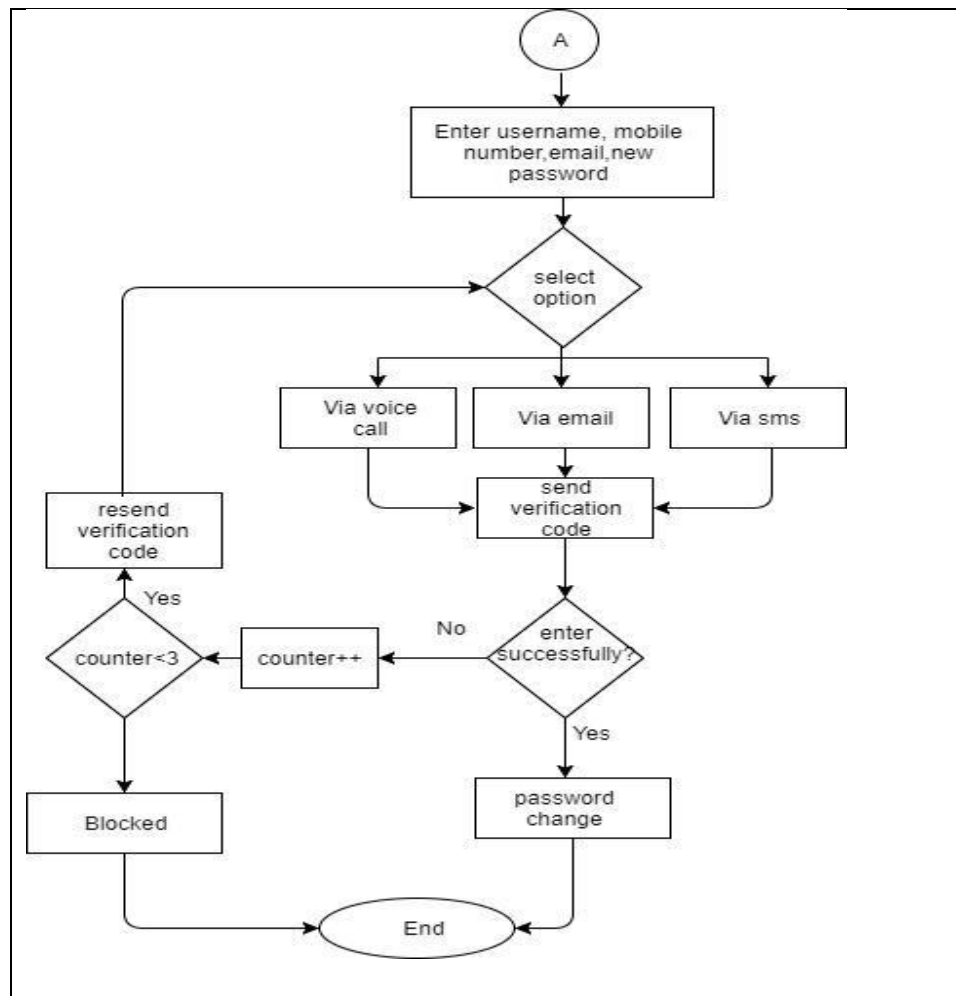 A
Enter username, mobile
number,email,new
password
select
option
Via voice
call
Via email
Via sms
send
verification
code
resend
verification
code
Yes
No
enter
successfully?
counter++
counter<3
Yes
password
change
Blocked
End